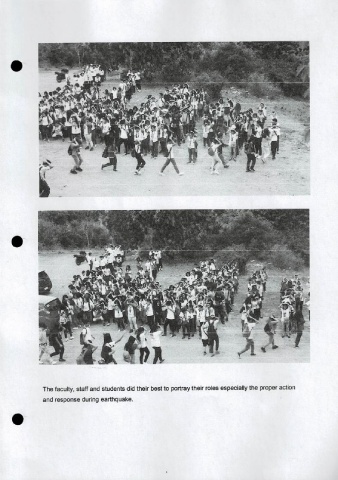 The faculty, staff and students did their best to portray their roles especially the proper action
and response during earthquake.